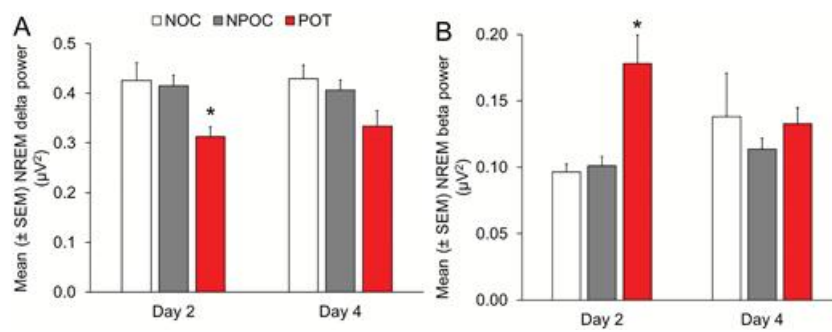 A
NOC NPOC POT
Mean (± SEM) NREM delta power
(µV²)
0.5
0.4
0.3
0.2
0.1
0.0
*
Day 2 Day 4
B
Mean (± SEM) NREM beta power
(µV²)
0.20
0.15
0.10
0.05
0.00
*
Day 2 Day 4